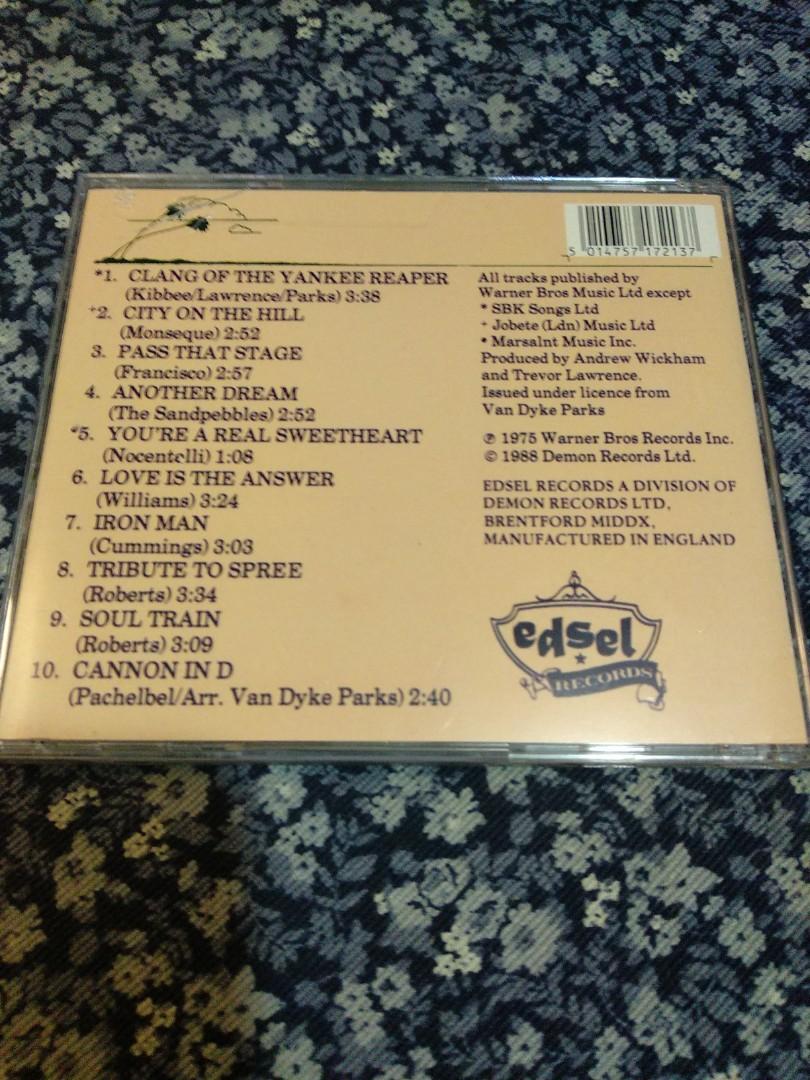 *1. CLANG OF THE YANKEE REAPER
(Kibbee/Lawrence/Parks) 3:38
+2. CITY ON THE HILL
(Monseque) 2:52
3. PASS THAT STAGE
(Francisco) 2:57
4. ANOTHER DREAM
(The Sandpebbles) 2:52
•5. YOU'RE A REAL SWEETHEART
(Nocentelli) 1:08
6. LOVE IS THE ANSWER
(Williams) 3:24
7. IRON MAN
(Cummings) 3:03
8. TRIBUTE TO SPREE
(Roberts) 3:34
9. SOUL TRAIN
(Roberts) 3:09
10. CANNON IN D
(Pachelbel/Arr. Van Dyke Parks) 2:40
5 014757 172137
All tracks published by
Warner Bros Music Ltd except
* SBK Songs Ltd
+ Jobete (Ldn) Music Ltd
• Marsalnt Music Inc.
Produced by Andrew Wickham
and Trevor Lawrence.
Issued under licence from
Van Dyke Parks
℗ 1975 Warner Bros Records Inc.
© 1988 Demon Records Ltd.
EDSEL RECORDS A DIVISION OF
DEMON RECORDS LTD,
BRENTFORD MIDDX,
MANUFACTURED IN ENGLAND
edsel
RECORDS